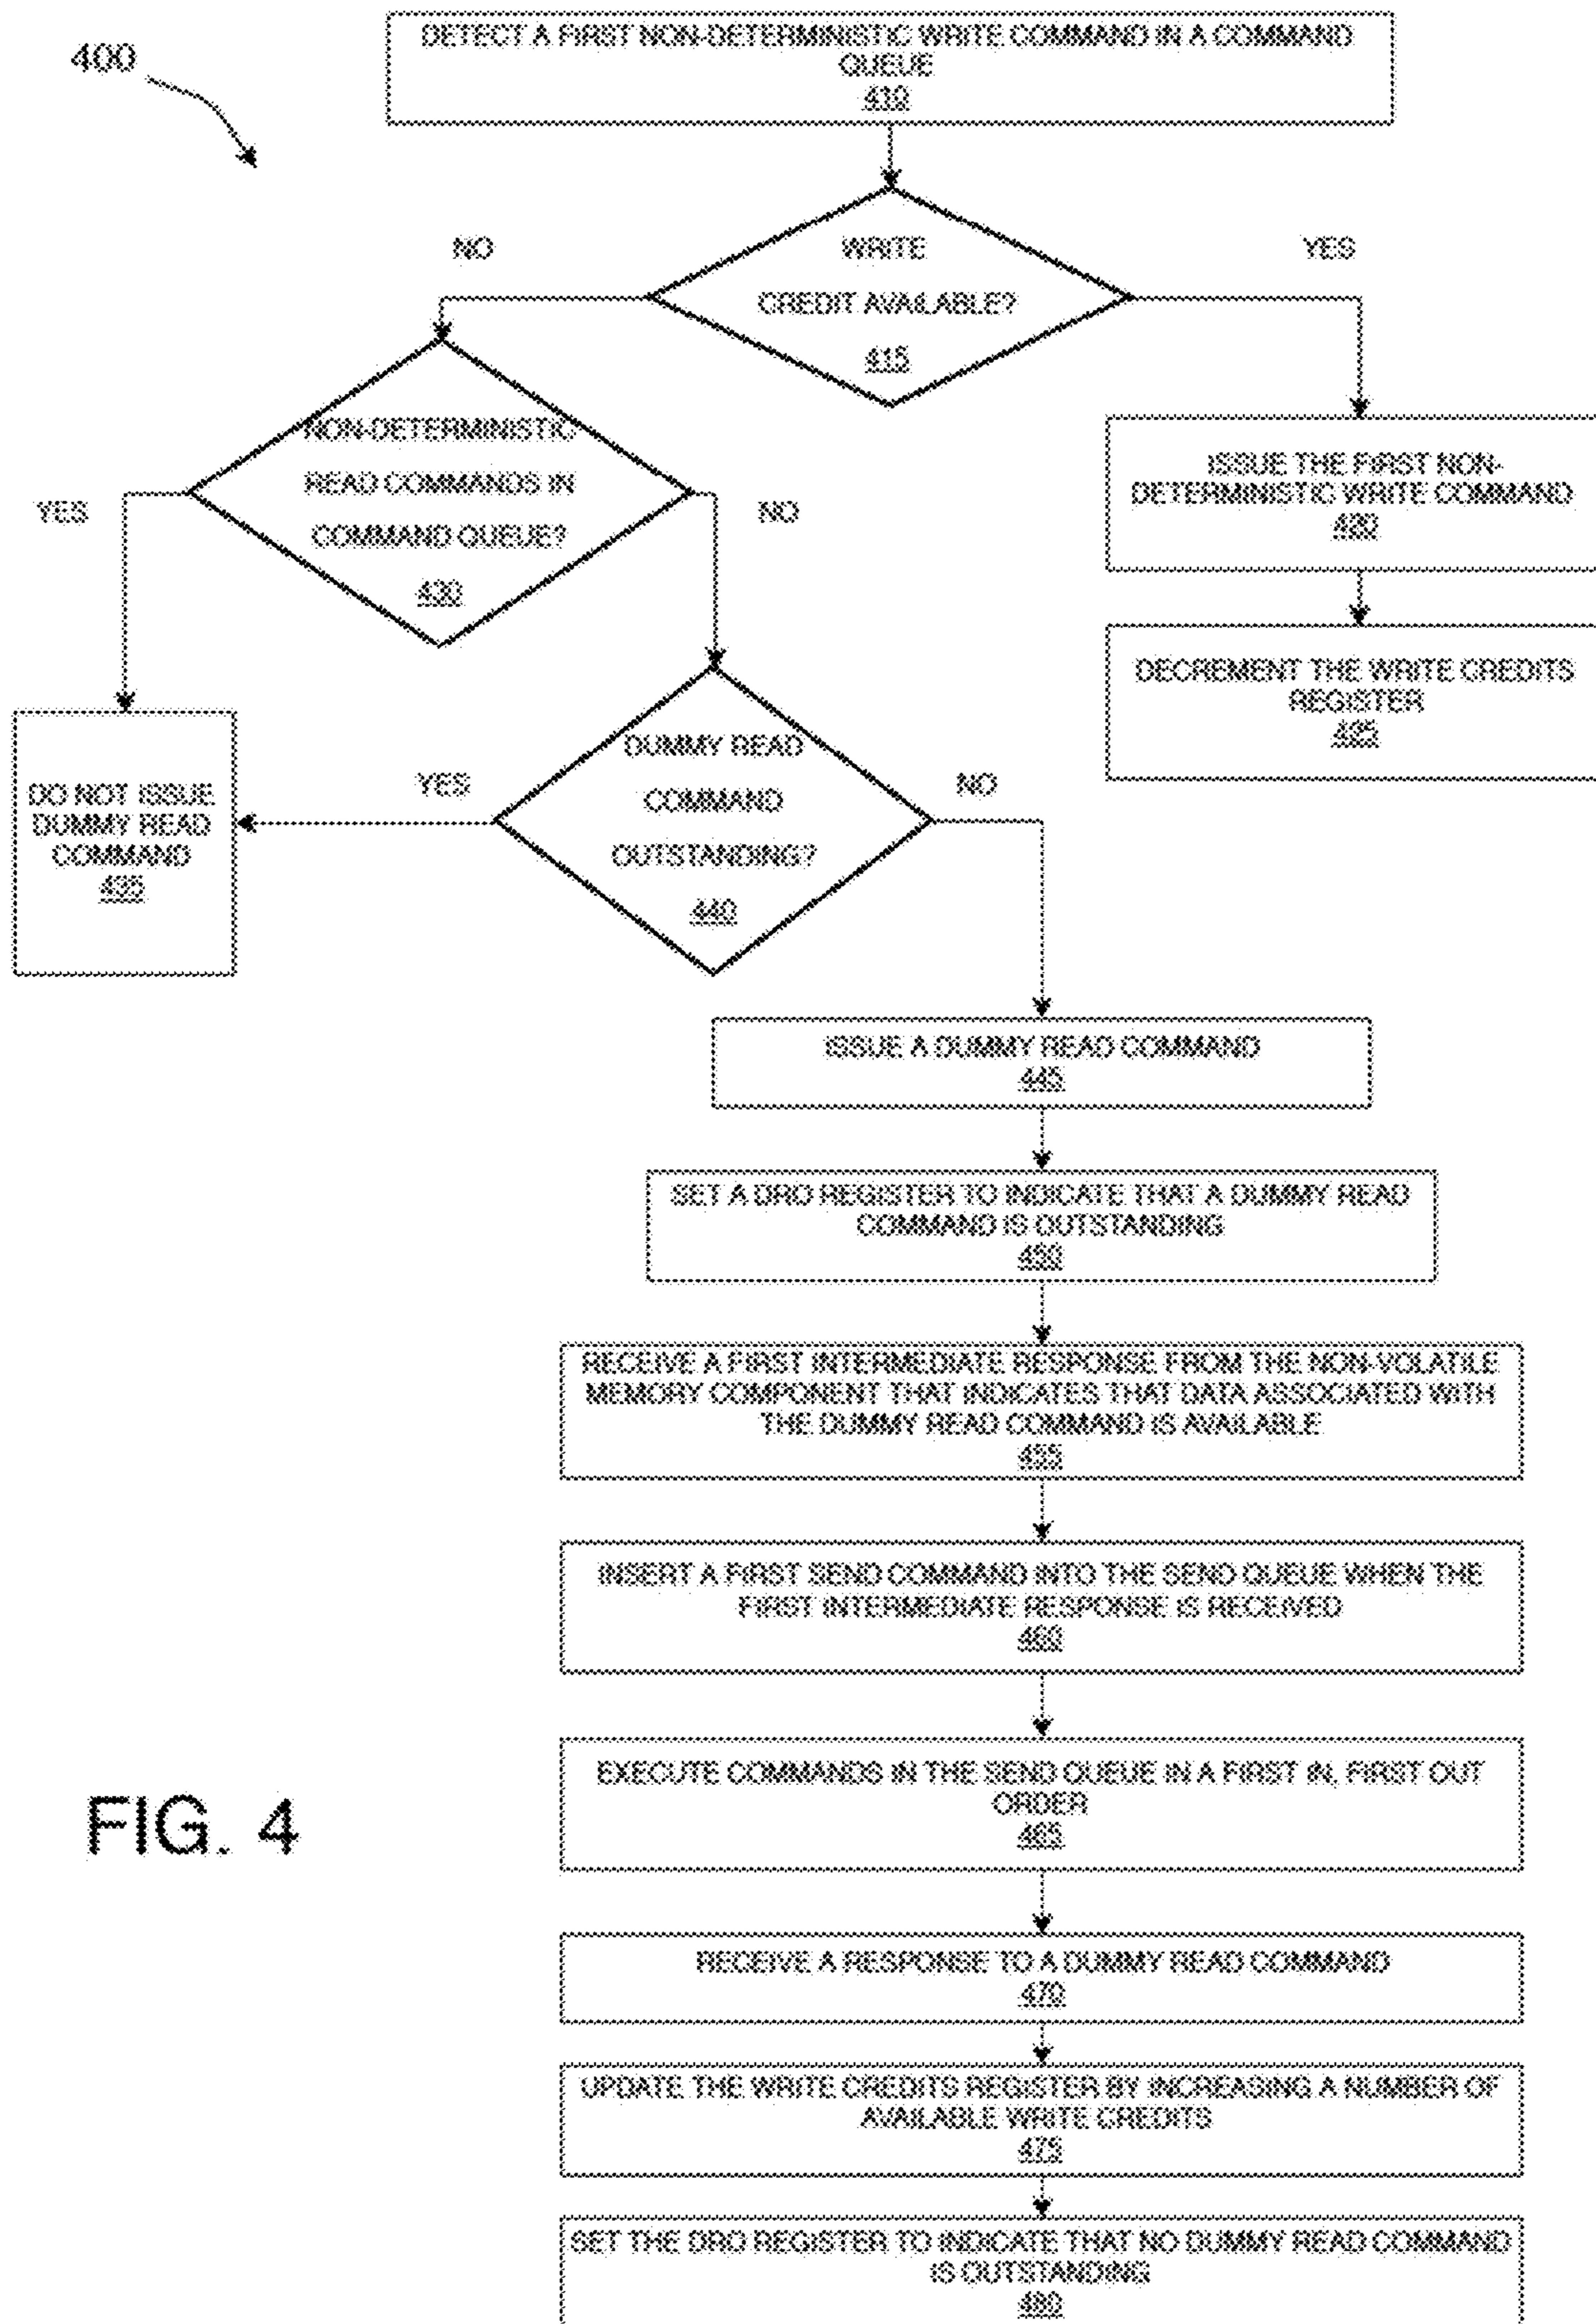 400
DETECT A FIRST NON-DETERMINISTIC WRITE COMMAND IN A COMMAND
QUEUE
410
NO
WRITE
CREDIT AVAILABLE?
415
YES
NON-DETERMINISTIC
READ COMMANDS IN
COMMAND QUEUE?
430
YES
NO
ISSUE THE FIRST NON-
DETERMINISTIC WRITE COMMAND
420
DECREMENT THE WRITE CREDITS
REGISTER
425
DO NOT ISSUE
DUMMY READ
COMMAND
435
YES
DUMMY READ
COMMAND
OUTSTANDING?
440
NO
ISSUE A DUMMY READ COMMAND
445
SET A DRO REGISTER TO INDICATE THAT A DUMMY READ
COMMAND IS OUTSTANDING
450
RECEIVE A FIRST INTERMEDIATE RESPONSE FROM THE NON-VOLATILE
MEMORY COMPONENT THAT INDICATES THAT DATA ASSOCIATED WITH
THE DUMMY READ COMMAND IS AVAILABLE
455
INSERT A FIRST SEND COMMAND INTO THE SEND QUEUE WHEN THE
FIRST INTERMEDIATE RESPONSE IS RECEIVED
460
EXECUTE COMMANDS IN THE SEND QUEUE IN A FIRST IN, FIRST OUT
ORDER
465
FIG. 4
RECEIVE A RESPONSE TO A DUMMY READ COMMAND
470
UPDATE THE WRITE CREDITS REGISTER BY INCREASING A NUMBER OF
AVAILABLE WRITE CREDITS
475
SET THE DRO REGISTER TO INDICATE THAT NO DUMMY READ COMMAND
IS OUTSTANDING
480